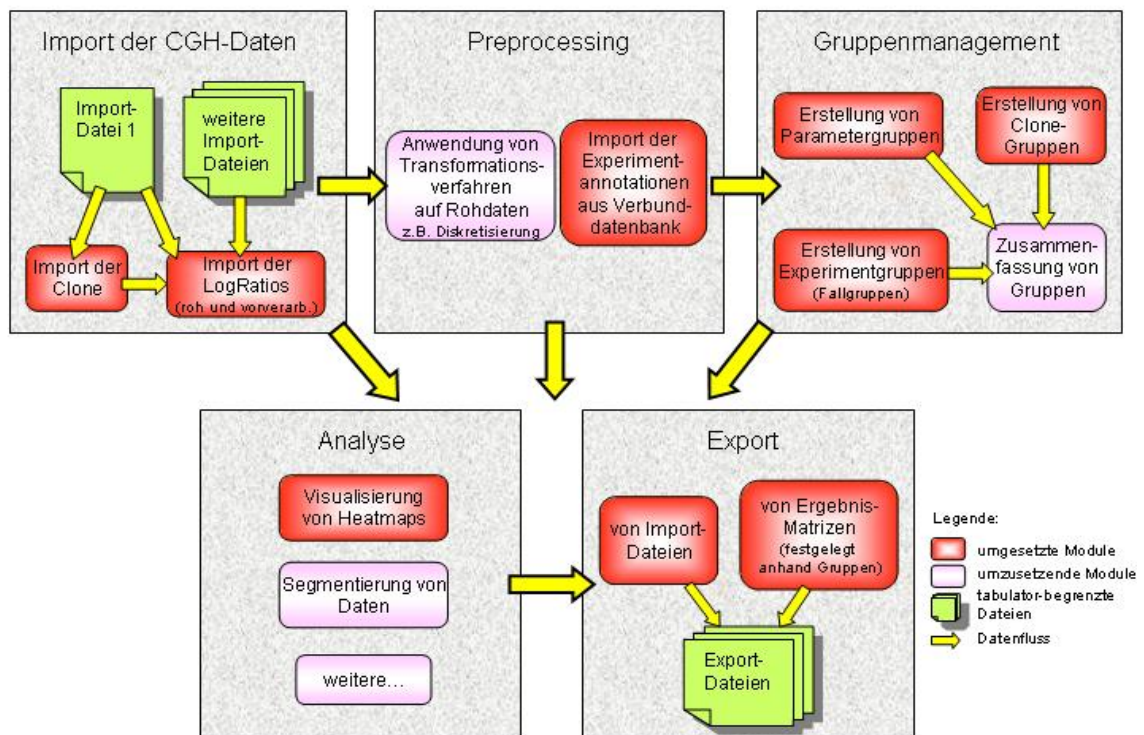 Import der CGH-Daten
Import-
Datei 1
weitere
Import-
Dateien
Import der
Clone
Import der
LogRatios
(roh und vorverarb.)
Preprocessing
Anwendung von
Transformations-
verfahren
auf Rohdaten
z.B. Diskretisierung
Import der
Experiment-
annotationen
aus Verbund-
datenbank
Gruppenmanagement
Erstellung von
Parametergruppen
Erstellung von
Clone-
Gruppen
Erstellung von
Experimentgruppen
(Fallgruppen)
Zusammen-
fassung von
Gruppen
Analyse
Visualisierung
von Heatmaps
Segmentierung von
Daten
weitere...
Export
von Import-
Dateien
von Ergebnis-
Matrizen
(festgelegt
anhand Gruppen)
Export-
Dateien
Legende:
umgesetzte Module
umzusetzende Module
tabulator-begrenzte
Dateien
Datenfluss